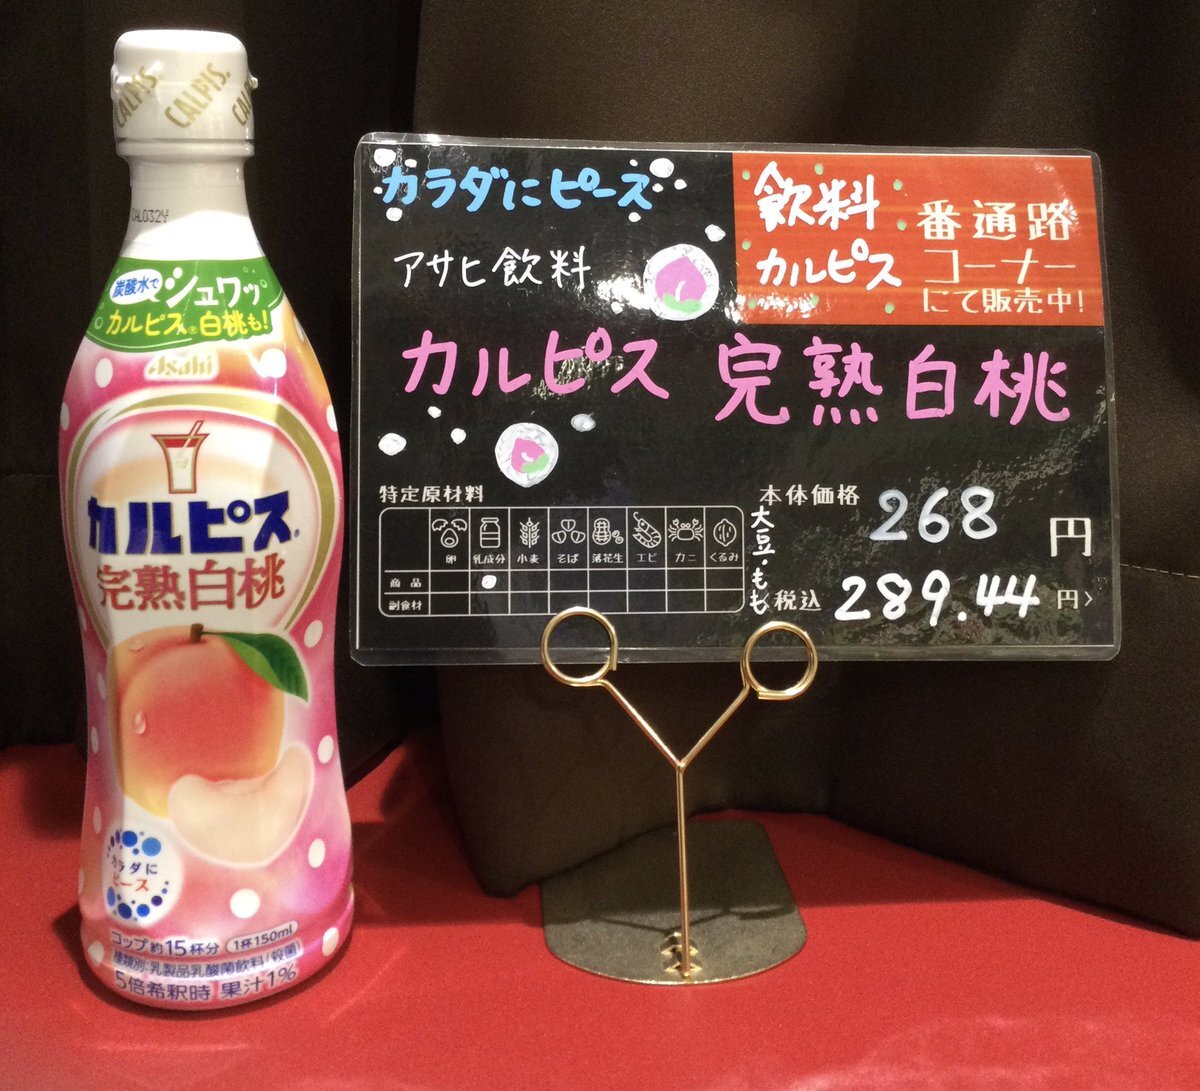 CALPIS.
CALPIS.
炭酸水で
シュワッ
カルピス®白桃も!
Asahi
カルピス®
完熟白桃
カラダに
ピース
コップ約15杯分 1杯150ml
種類別:乳製品乳酸菌飲料(殺菌)
5倍希釈時 果汁1%
カラダにピース
アサヒ飲料
飲料
カルピス
番通路
コーナー
にて販売中!
カルピス 完熟白桃
特定原材料
卵 乳成分 小麦 そば 落花生 エビ カニ くるみ
商品
副食材
大豆・もも
本体価格 268 円
<税込 289.44 円>